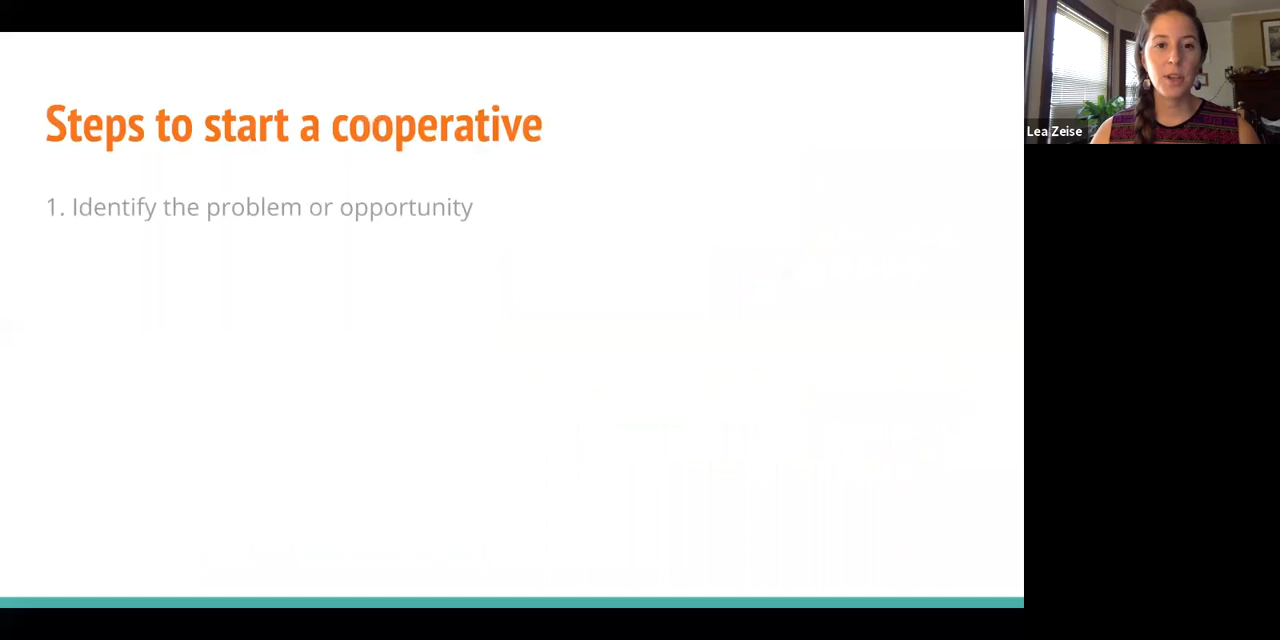 Steps to start a cooperative
1. Identify the problem or opportunity
Lea Zeise